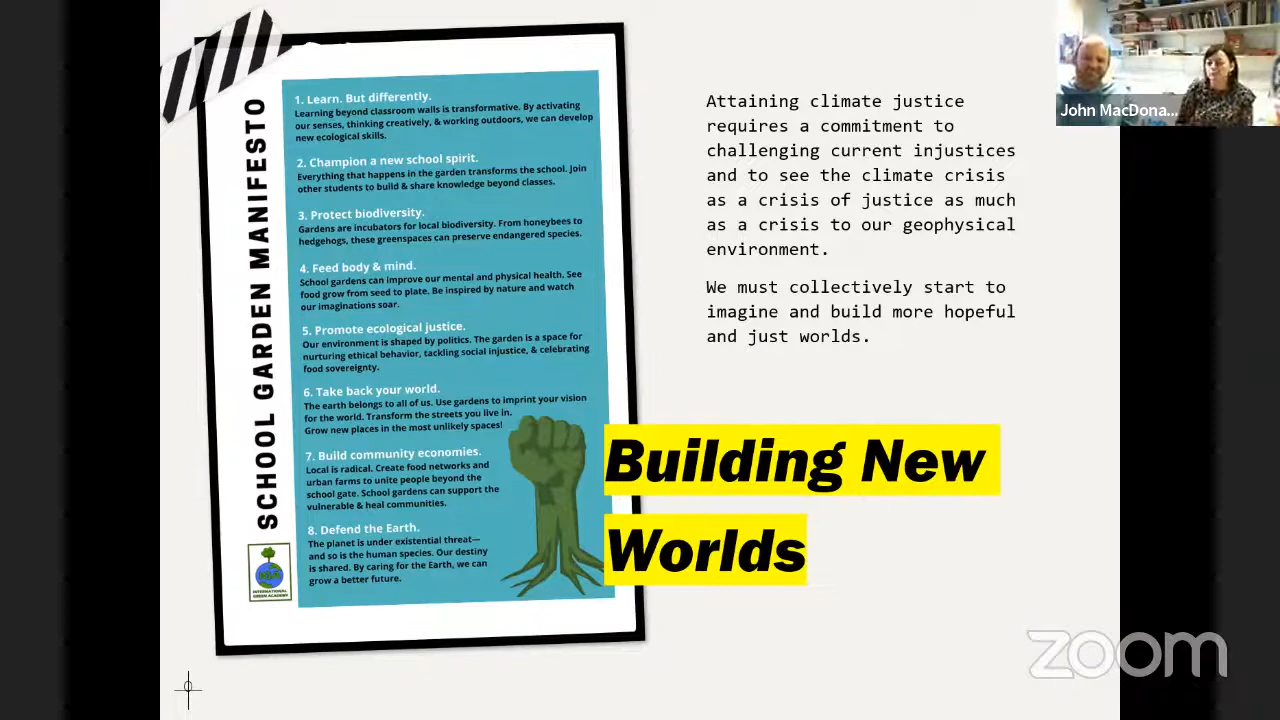 SCHOOL GARDEN MANIFESTO
1. Learn. But differently.
Learning beyond classroom walls is transformative. By activating
our senses, thinking creatively, & working outdoors, we can develop
new ecological skills.
2. Champion a new school spirit.
Everything that happens in the garden transforms the school. Join
other students to build & share knowledge beyond classes.
3. Protect biodiversity.
Gardens are incubators for local biodiversity. From honeybees to
hedgehogs, these greenspaces can preserve endangered species.
4. Feed body & mind.
School gardens can improve our mental and physical health. See
food grow from seed to plate. Be inspired by nature and watch
our imaginations soar.
5. Promote ecological justice.
Our environment is shaped by politics. The garden is a space for
nurturing ethical behavior, tackling social injustice, & celebrating
food sovereignty.
6. Take back your world.
The earth belongs to all of us. Use gardens to imprint your vision
for the world. Transform the streets you live in.
Grow new places in the most unlikely spaces!
7. Build community economies.
Local is radical. Create food networks and
urban farms to unite people beyond the
school gate. School gardens can support the
vulnerable & heal communities.
8. Defend the Earth.
The planet is under existential threat—
and so is the human species. Our destiny
is shared. By caring for the Earth, we can
grow a better future.
INTERNATIONAL
GREEN ACADEMY
Attaining climate justice
requires a commitment to
challenging current injustices
and to see the climate crisis
as a crisis of justice as much
as a crisis to our geophysical
environment.
We must collectively start to
imagine and build more hopeful
and just worlds.
Building New
Worlds
John MacDona...
zoom